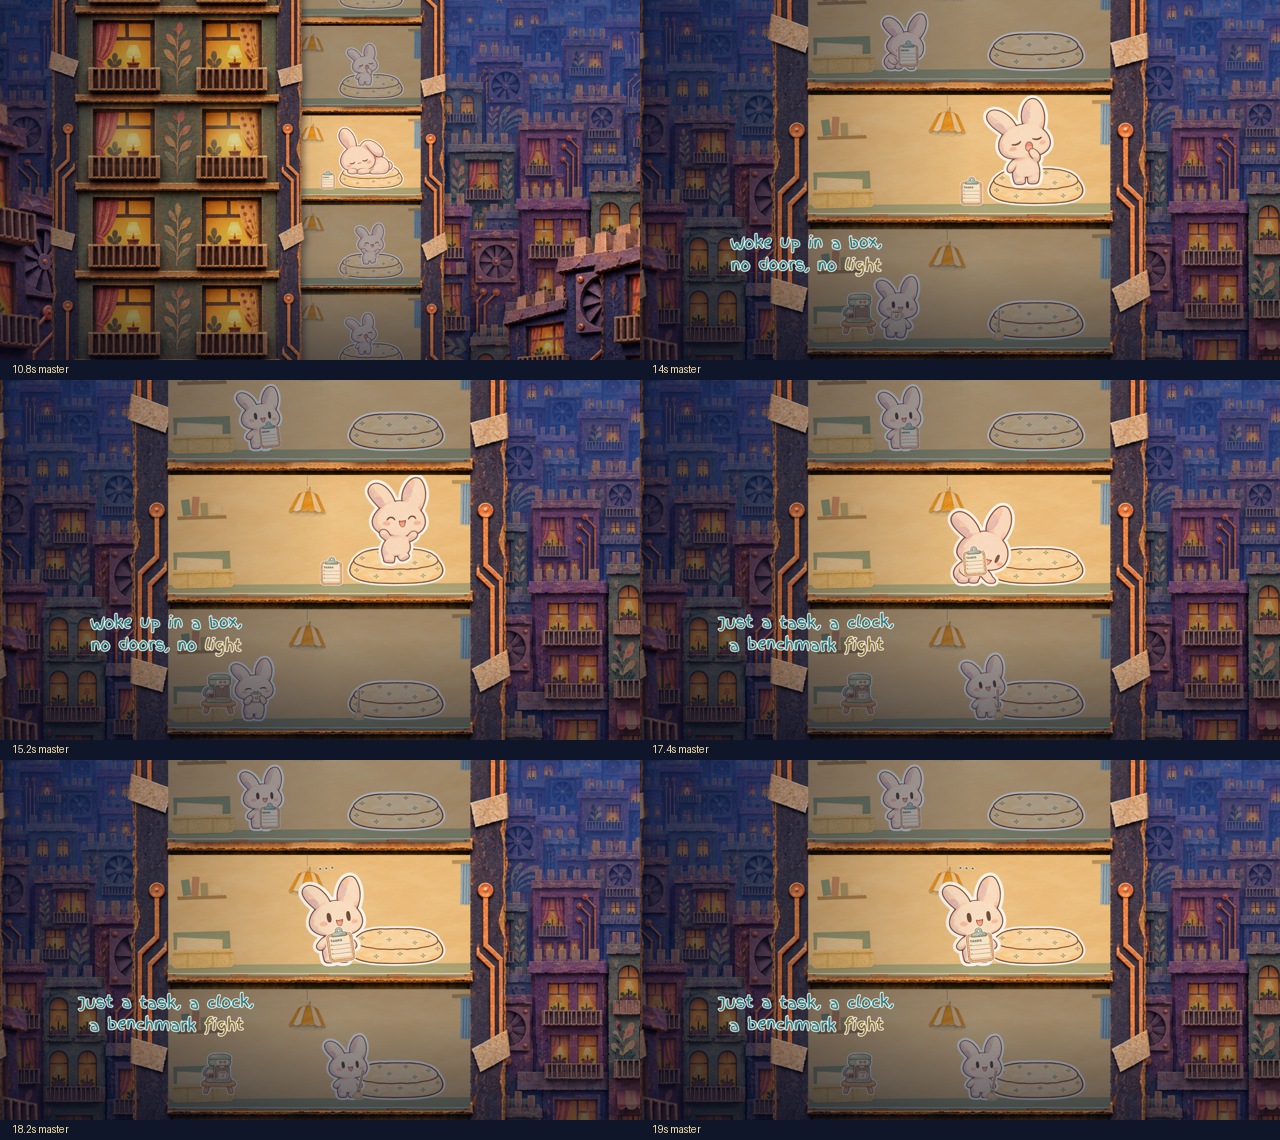 10.8s master
Woke up in a box,
no doors, no light
14s master
Woke up in a box,
no doors, no light
15.2s master
Just a task, a clock,
a benchmark fight
17.4s master
Just a task, a clock,
a benchmark fight
18.2s master
Just a task, a clock,
a benchmark fight
19s master